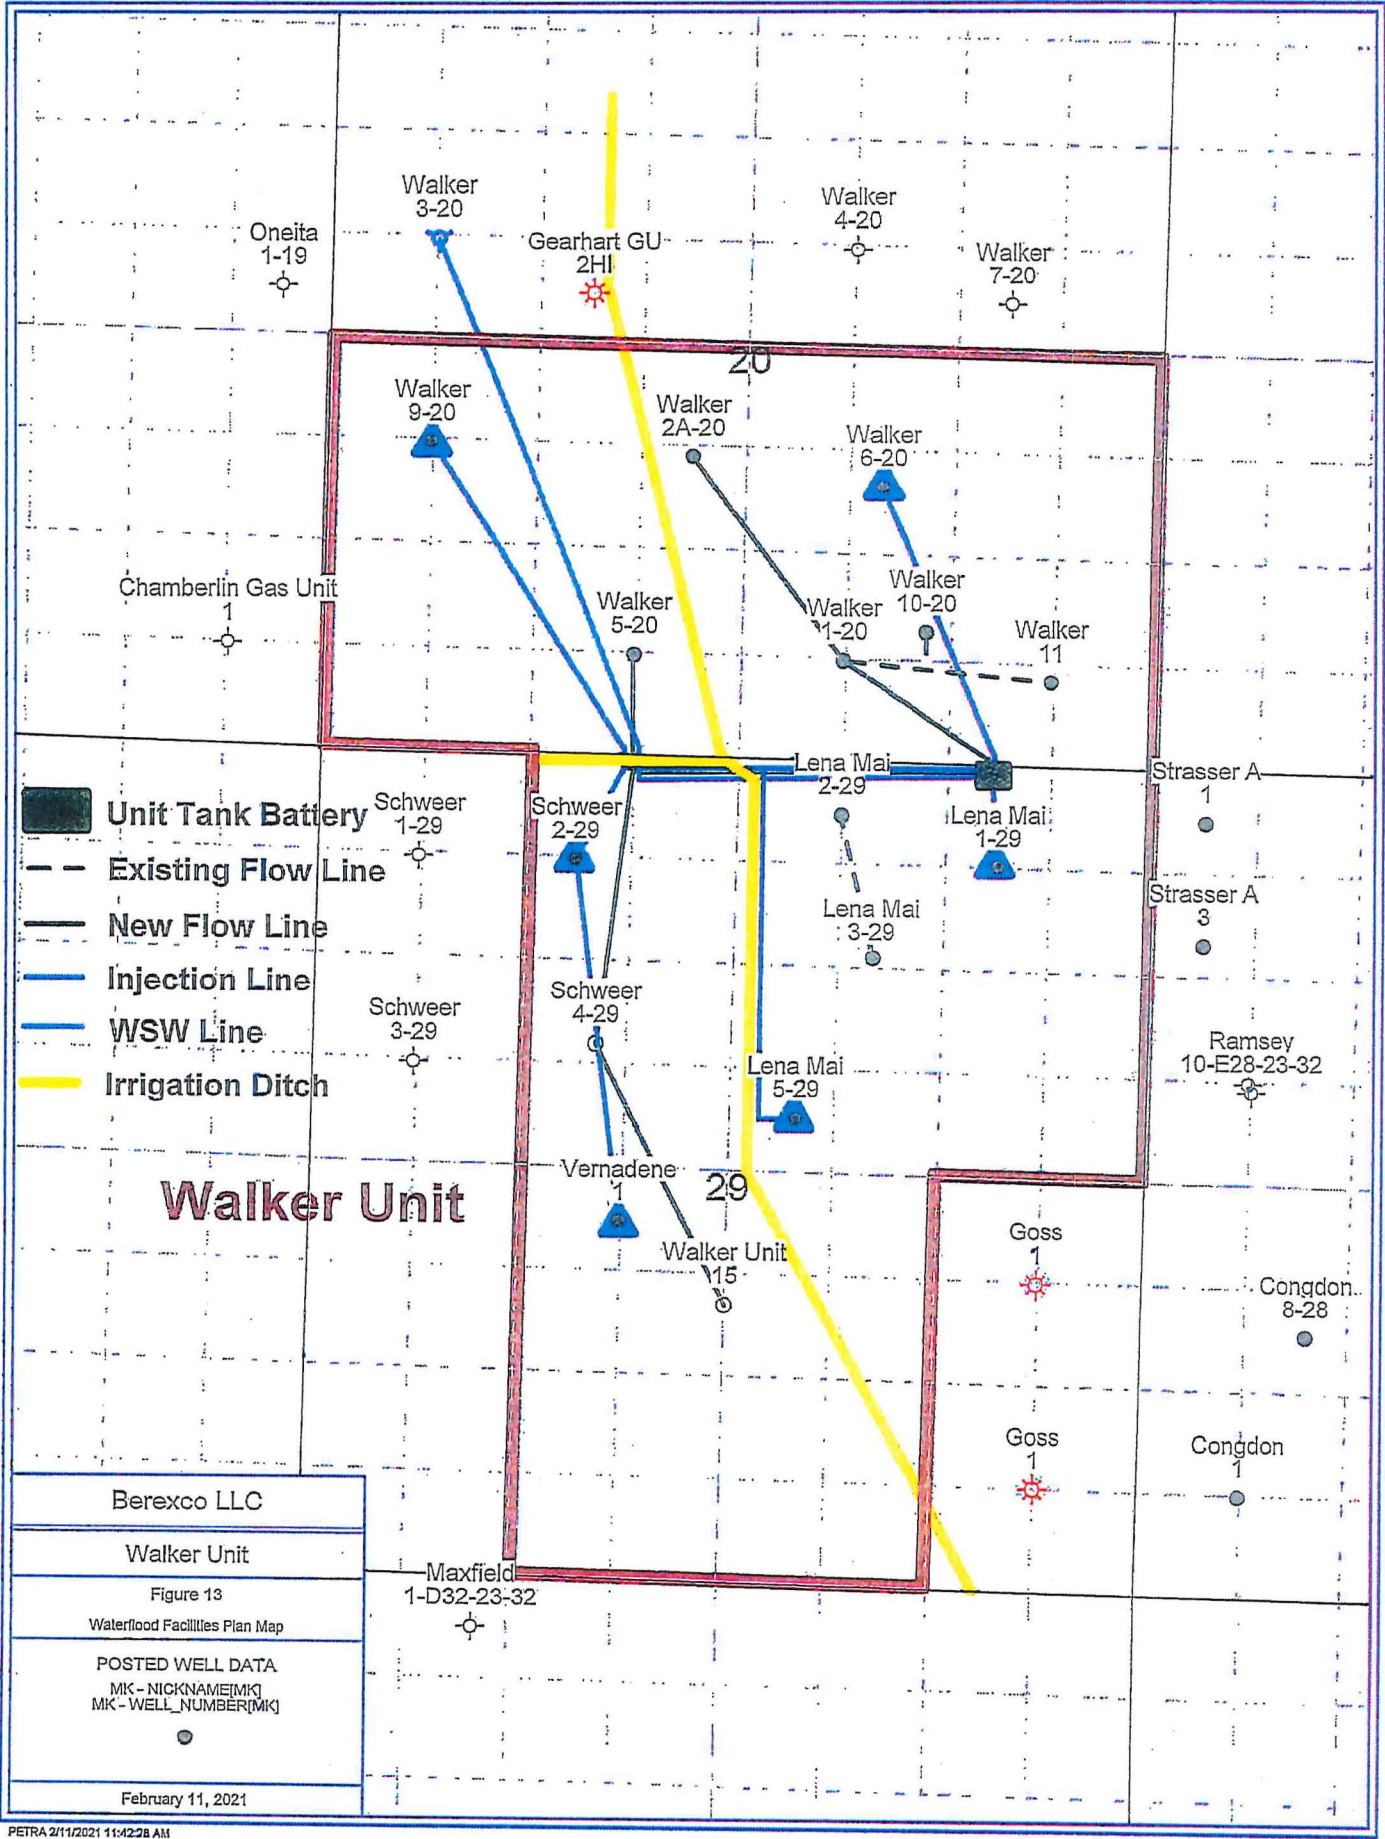 Walker
3-20
Walker
4-20
Oneita
1-19
Gearhart GU
2HI
Walker
7-20
20
Walker
9-20
Walker
2A-20
Walker
6-20
Chamberlin Gas Unit
1
Walker
5-20
Walker
1-20
Walker
10-20
Walker
11
Lena Mai
2-29
Strasser A
1
Unit Tank Battery
Schweer
1-29
Schweer
2-29
Lena Mai
1-29
Existing Flow Line
New Flow Line
Lena Mai
3-29
Strasser A
3
Injection Line
Schweer
4-29
WSW Line
Schweer
3-29
Ramsey
10-E28-23-32
Irrigation Ditch
Lena Mai
5-29
Vernadene
1
29
Walker Unit
Walker Unit
15
Goss
1
Congdon
8-28
Goss
1
Congdon
1
Berexco LLC
Walker Unit
Figure 13
Waterflood Facilities Plan Map
Maxfield
1-D32-23-32
POSTED WELL DATA
MK - NICKNAME[MK]
MK - WELL_NUMBER[MK]
February 11, 2021
PETRA 2/11/2021 11:42:28 AM